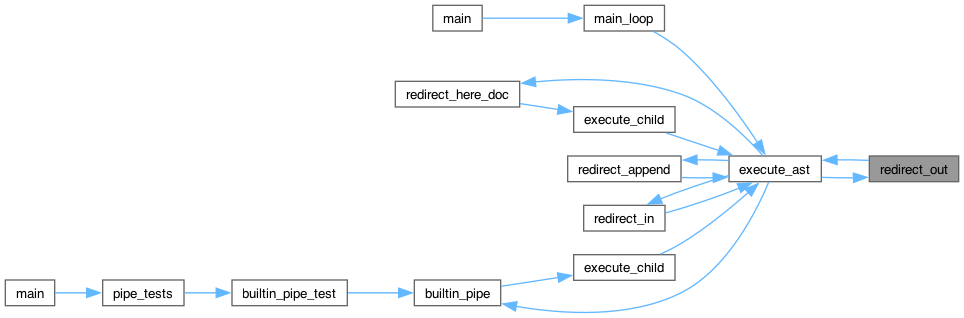 main
main_loop
redirect_here_doc
execute_child
redirect_append
execute_ast
redirect_out
redirect_in
execute_child
main
pipe_tests
builtin_pipe_test
builtin_pipe